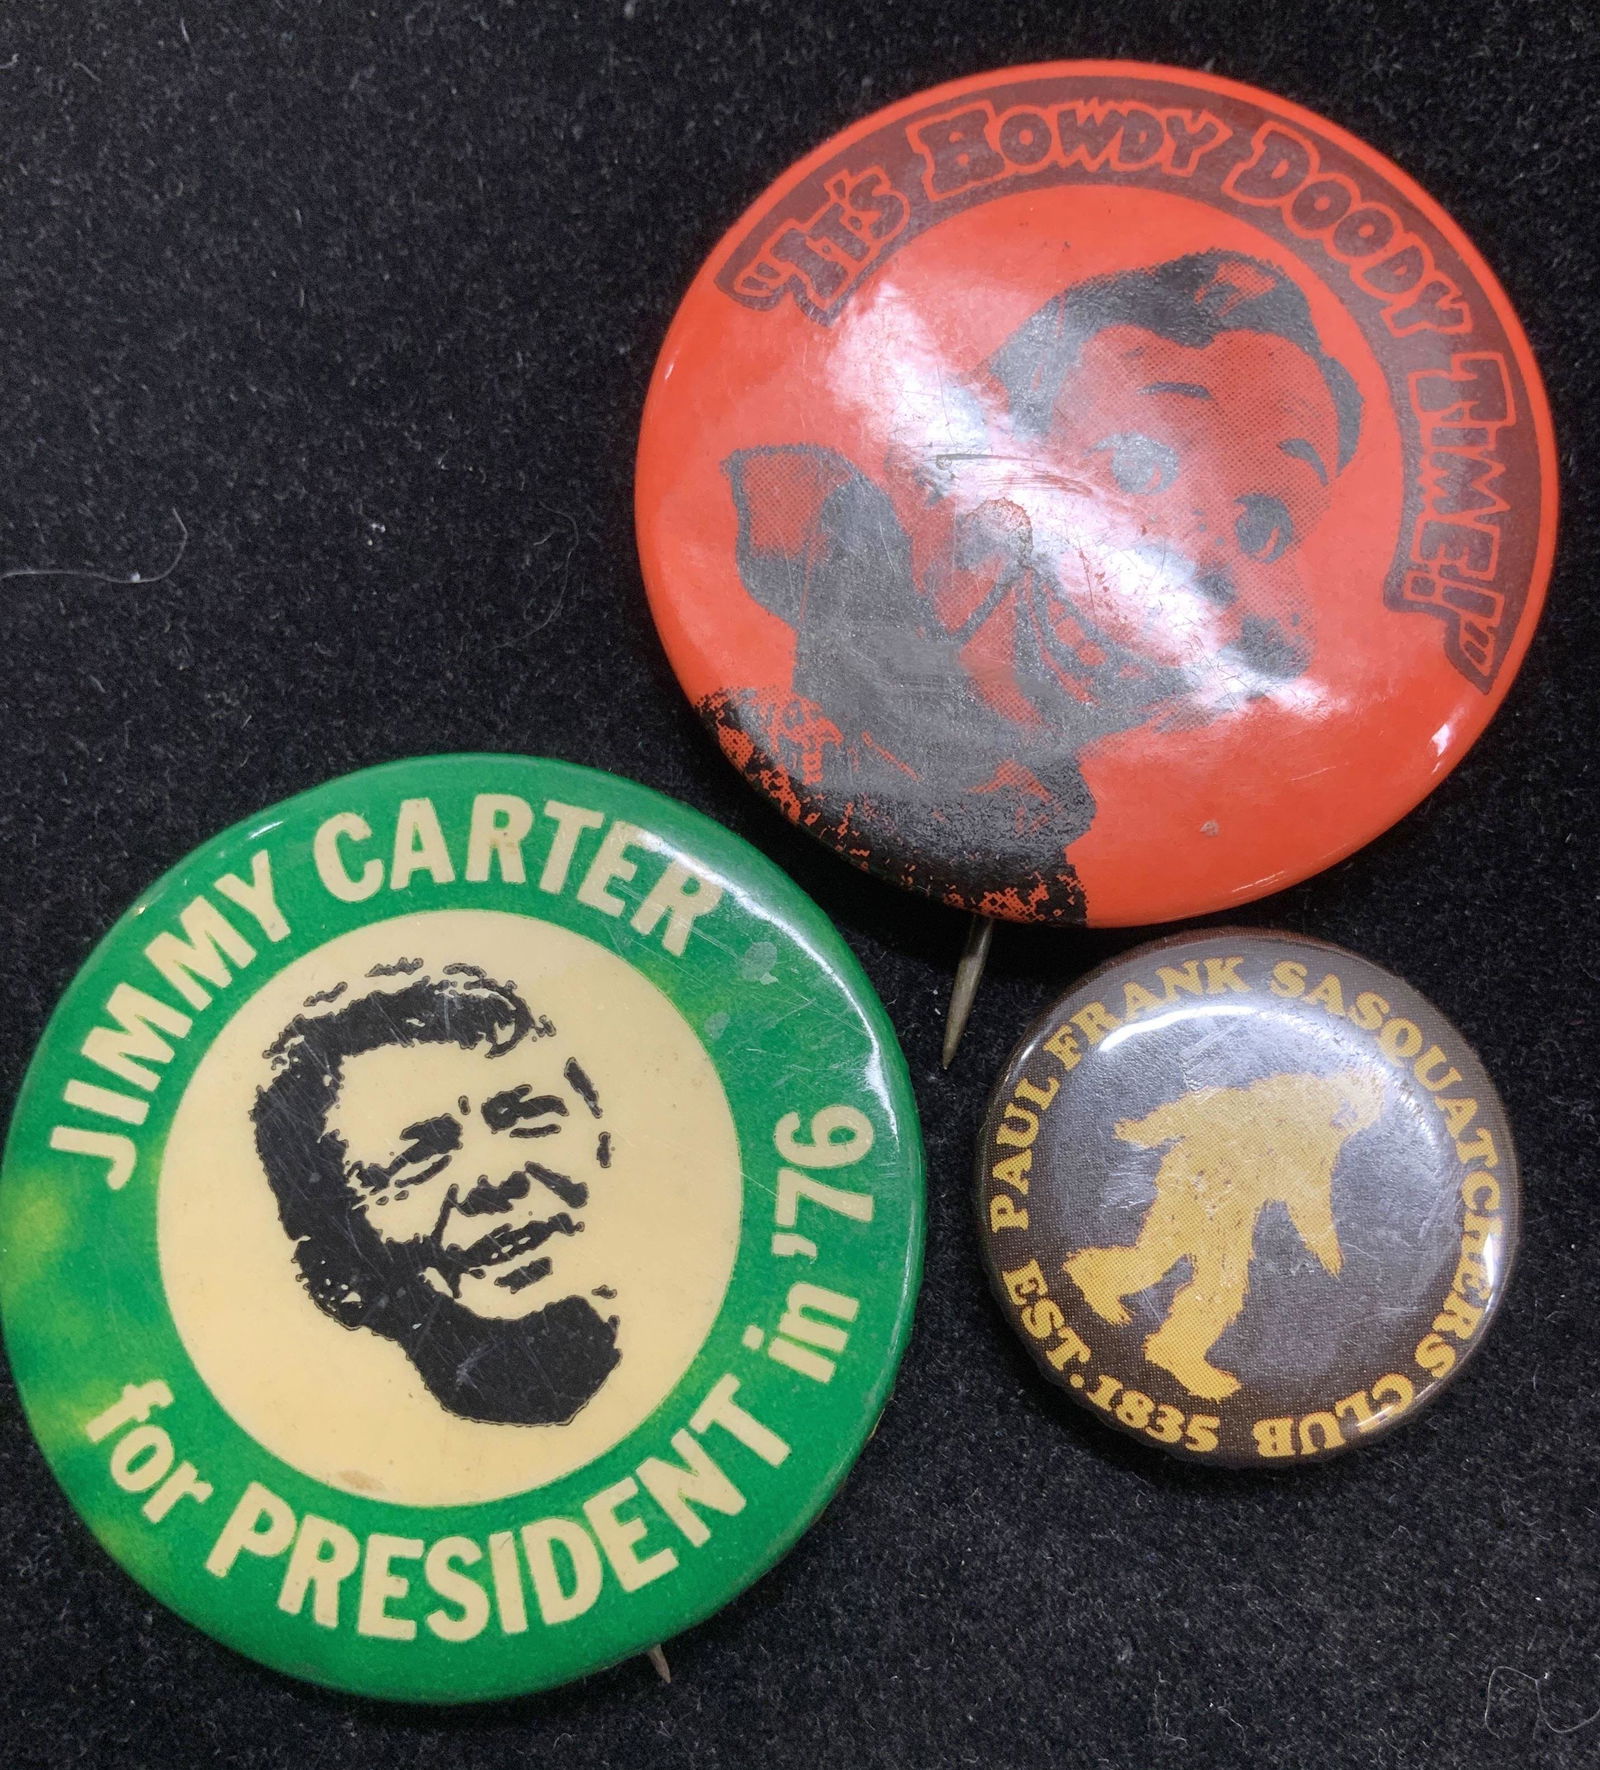 "It's Howdy Doody Time!"
JIMMY CARTER
for PRESIDENT in '76
PAUL FRANK SASQUATCHERS CLUB
EST. 1835